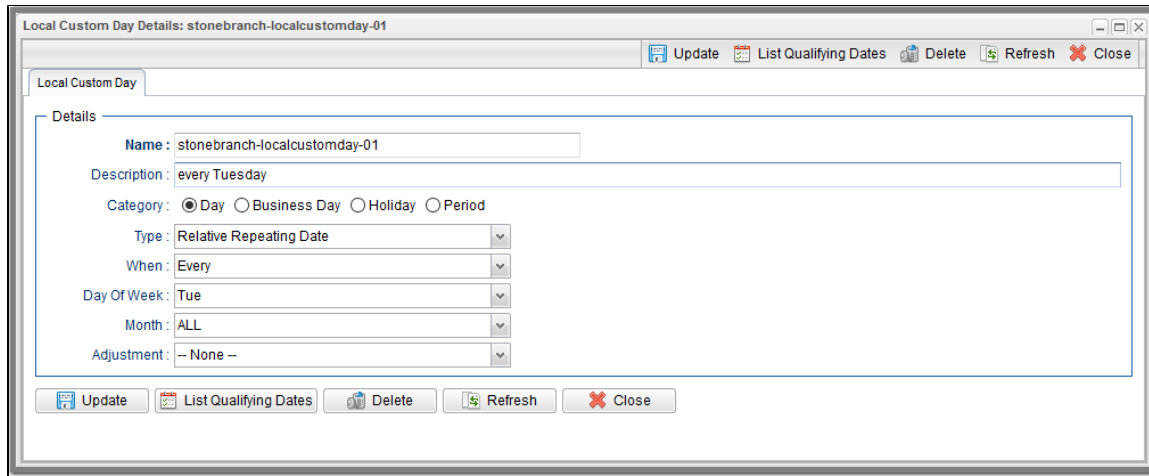 Local Custom Day Details: stonebranch-localcustomday-01
Update List Qualifying Dates Delete Refresh Close
Local Custom Day
Details
Name : stonebranch-localcustomday-01
Description : every Tuesday
Category : Day Business Day Holiday Period
Type : Relative Repeating Date
When : Every
Day Of Week : Tue
Month : ALL
Adjustment : -- None --
Update List Qualifying Dates Delete Refresh Close